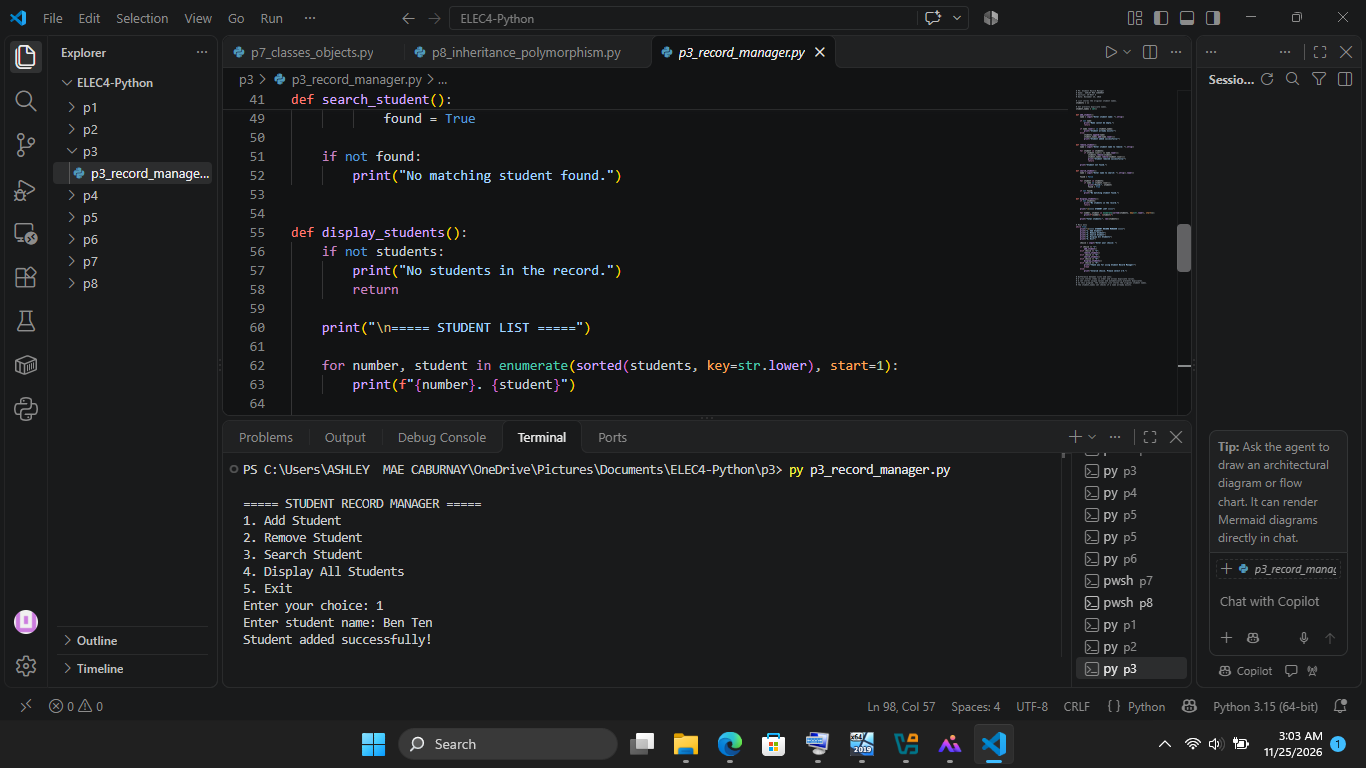 File Edit Selection View Go Run ···
ELEC4-Python
Explorer
ELEC4-Python
p1
p2
p3
p3_record_manage...
p4
p5
p6
p7
p8
Outline
Timeline
p7_classes_objects.py
p8_inheritance_polymorphism.py
p3_record_manager.py
p3 > p3_record_manager.py > ...
41 def search_student():
49 found = True
50
51 if not found:
52 print("No matching student found.")
53
54
55 def display_students():
56 if not students:
57 print("No students in the record.")
58 return
59
60 print("\n===== STUDENT LIST =====")
61
62 for number, student in enumerate(sorted(students, key=str.lower), start=1):
63 print(f"{number}. {student}")
64
Problems Output Debug Console Terminal Ports
PS C:\Users\ASHLEY  MAE CABURNAY\OneDrive\Pictures\Documents\ELEC4-Python\p3> py p3_record_manager.py
===== STUDENT RECORD MANAGER =====
1. Add Student
2. Remove Student
3. Search Student
4. Display All Students
5. Exit
Enter your choice: 1
Enter student name: Ben Ten
Student added successfully!
py p3
py p4
py p5
py p5
py p6
pwsh p7
pwsh p8
py p1
py p2
py p3
Sessio...
Tip: Ask the agent to
draw an architectural
diagram or flow
chart. It can render
Mermaid diagrams
directly in chat.
p3_record_manag
Chat with Copilot
Copilot
0 0
Ln 98, Col 57 Spaces: 4 UTF-8 CRLF { } Python Python 3.15 (64-bit)
Search
x64
2019
3:03 AM
11/25/2026
1